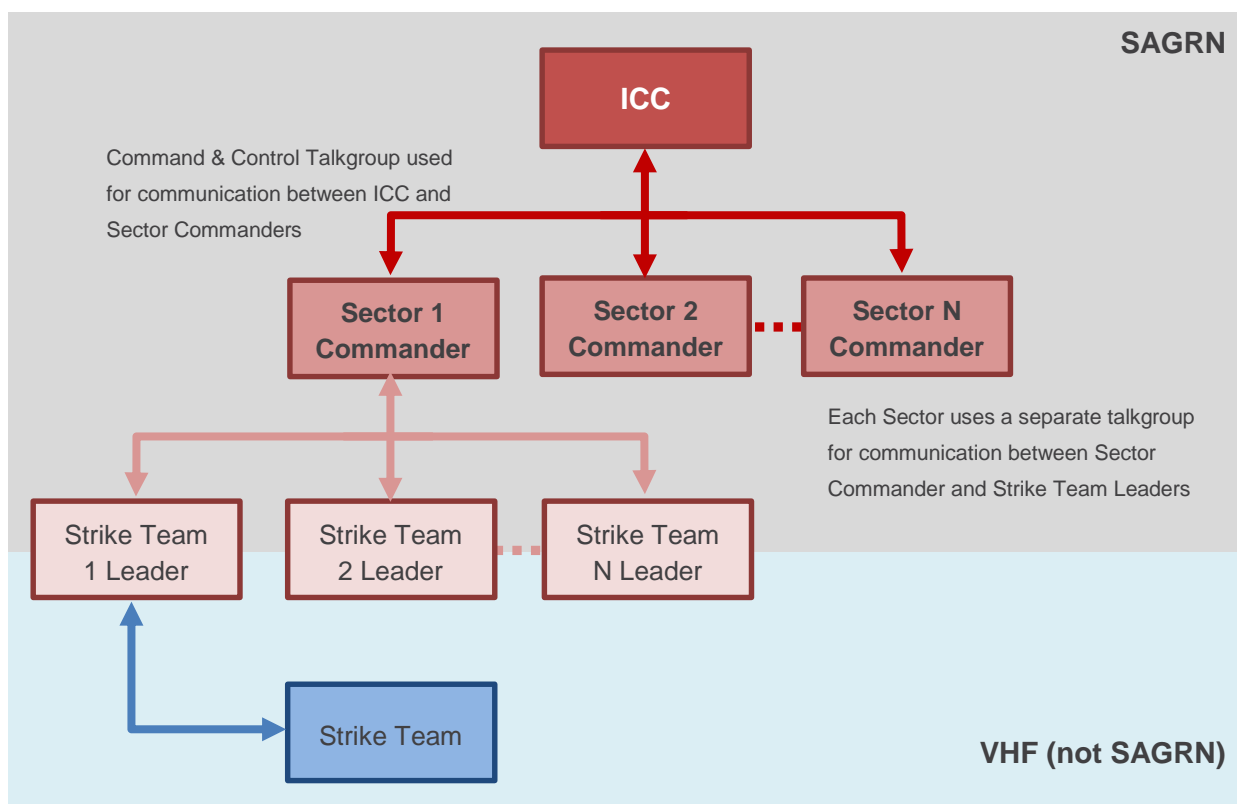 SAGRN
ICC
Command & Control Talkgroup used
for communication between ICC and
Sector Commanders
Sector 1
Commander
Sector 2
Commander
Sector N
Commander
Each Sector uses a separate talkgroup
for communication between Sector
Commander and Strike Team Leaders
Strike Team
1 Leader
Strike Team
2 Leader
Strike Team
N Leader
Strike Team
VHF (not SAGRN)